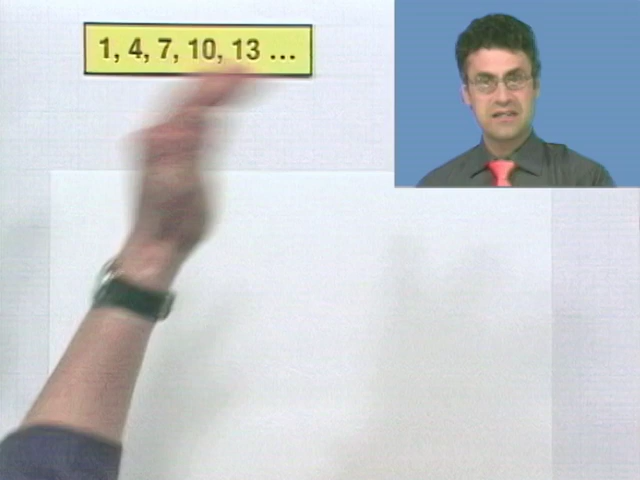 1, 4, 7, 10, 13 ...